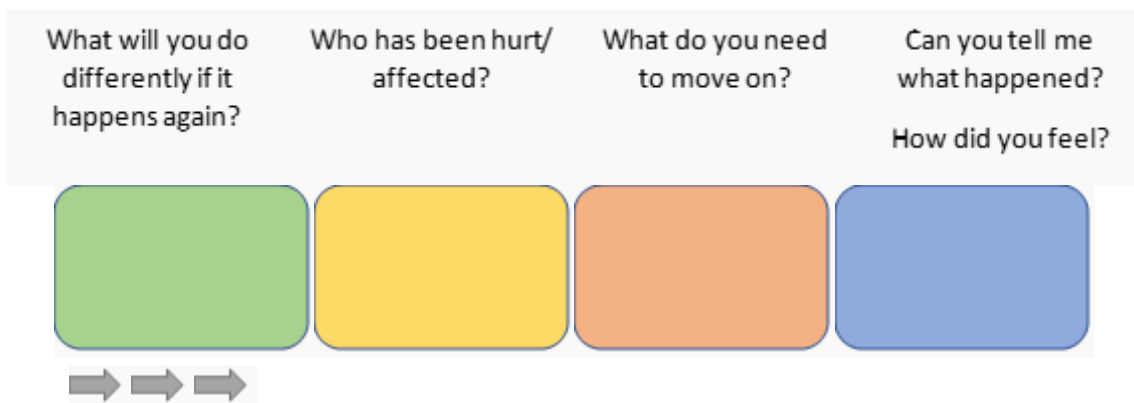 What will you do
differently if it
happens again?
Who has been hurt/
affected?
What do you need
to move on?
Can you tell me
what happened?
How did you feel?